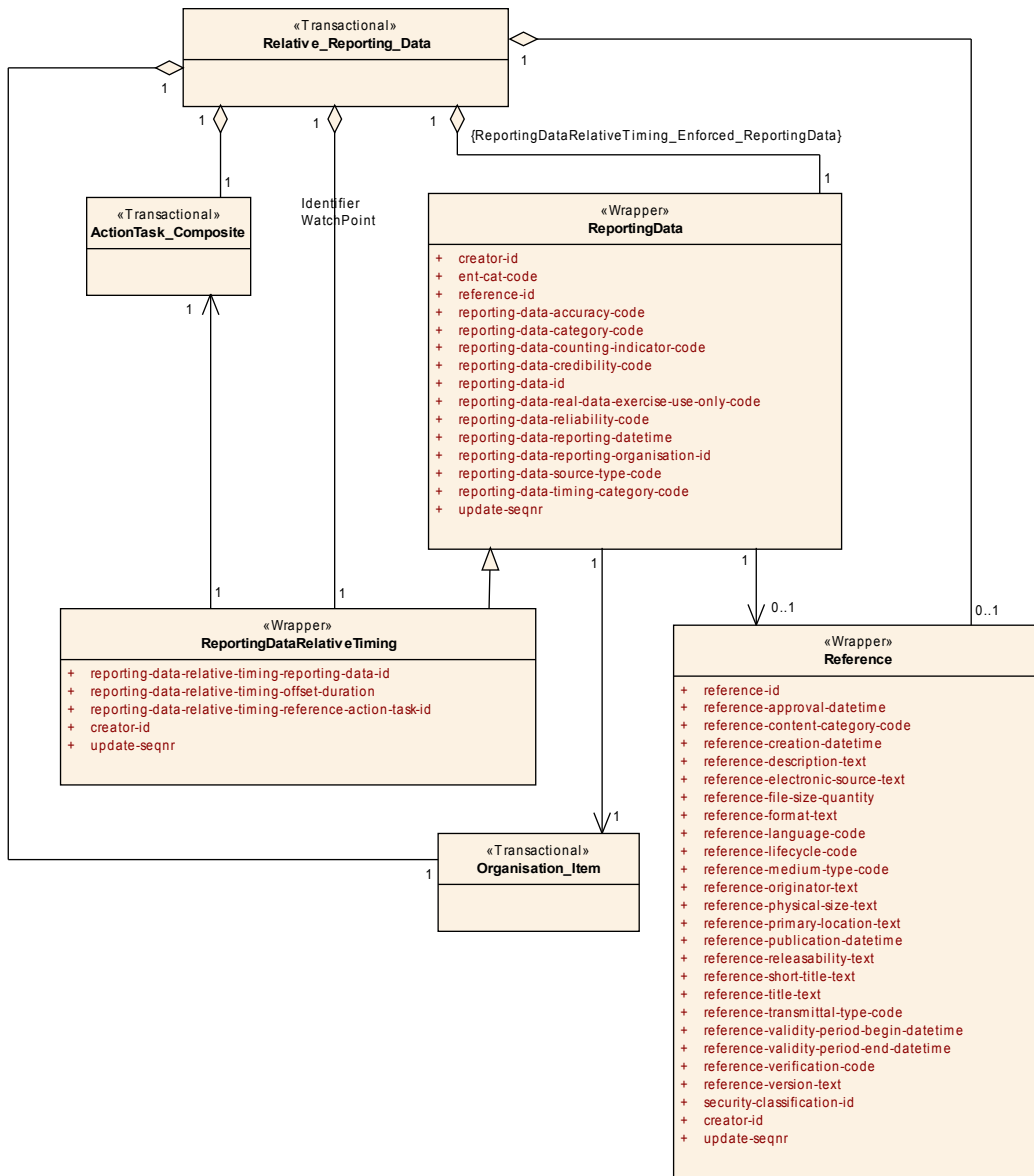 «Transactional»
Relative_Reporting_Data
1
1
1
1
1
1
{ReportingDataRelativeTiming_Enforced_ReportingData}
1
Identifier
WatchPoint
«Transactional»
ActionTask_Composite
1
«Wrapper»
ReportingData
+ creator-id
+ ent-cat-code
+ reference-id
+ reporting-data-accuracy-code
+ reporting-data-category-code
+ reporting-data-counting-indicator-code
+ reporting-data-credibility-code
+ reporting-data-id
+ reporting-data-real-data-exercise-use-only-code
+ reporting-data-reliability-code
+ reporting-data-reporting-datetime
+ reporting-data-reporting-organisation-id
+ reporting-data-source-type-code
+ reporting-data-timing-category-code
+ update-seqnr
1
1
1
1
0..1
0..1
«Wrapper»
ReportingDataRelativeTiming
+ reporting-data-relative-timing-reporting-data-id
+ reporting-data-relative-timing-offset-duration
+ reporting-data-relative-timing-reference-action-task-id
+ creator-id
+ update-seqnr
1
«Transactional»
Organisation_Item
1
«Wrapper»
Reference
+ reference-id
+ reference-approval-datetime
+ reference-content-category-code
+ reference-creation-datetime
+ reference-description-text
+ reference-electronic-source-text
+ reference-file-size-quantity
+ reference-format-text
+ reference-language-code
+ reference-lifecycle-code
+ reference-medium-type-code
+ reference-originator-text
+ reference-physical-size-text
+ reference-primary-location-text
+ reference-publication-datetime
+ reference-releasability-text
+ reference-short-title-text
+ reference-title-text
+ reference-transmittal-type-code
+ reference-validity-period-begin-datetime
+ reference-validity-period-end-datetime
+ reference-verification-code
+ reference-version-text
+ security-classification-id
+ creator-id
+ update-seqnr